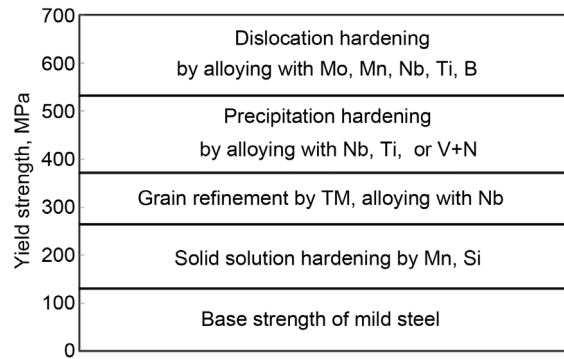 700
600
500
400
300
200
100
0
Yield strength, MPa
Dislocation hardening
by alloying with Mo, Mn, Nb, Ti, B
Precipitation hardening
by alloying with Nb, Ti, or V+N
Grain refinement by TM, alloying with Nb
Solid solution hardening by Mn, Si
Base strength of mild steel